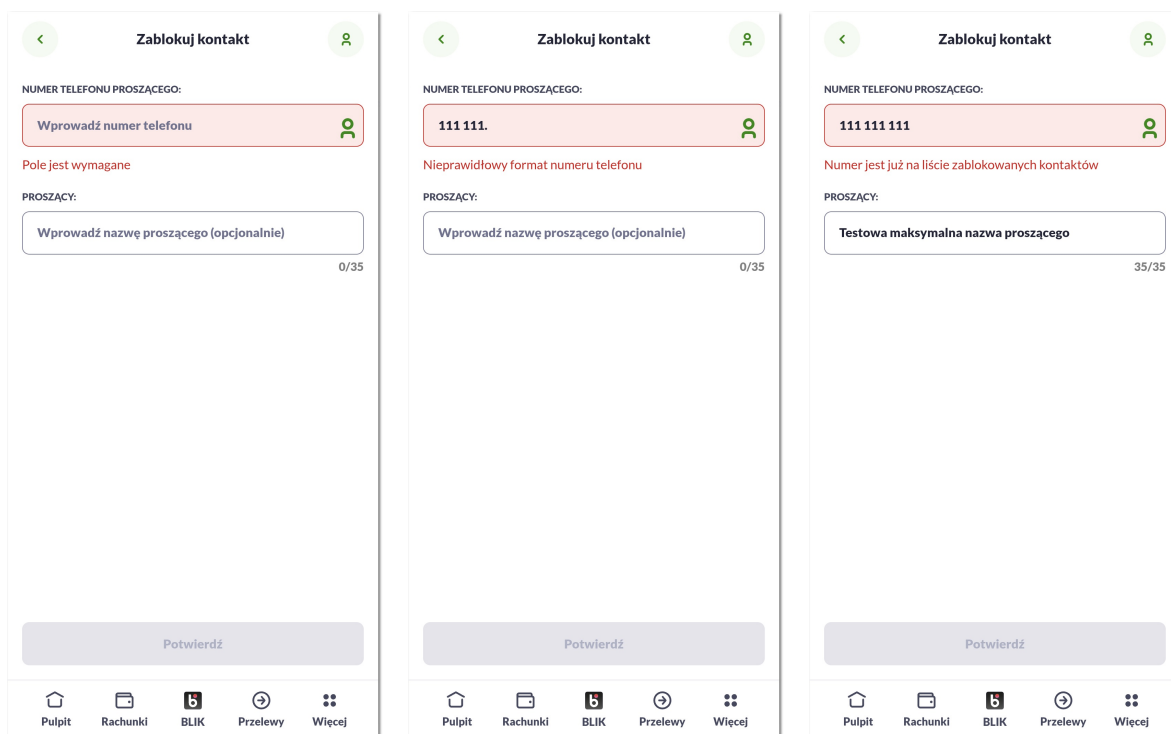 Zablokuj kontakt
NUMER TELEFONU PROSZĄCEGO:
Wprowadź numer telefonu
Pole jest wymagane
PROSZĄCY:
Wprowadź nazwę proszącego (opcjonalnie)
0/35
Potwierdź
Pulpit Rachunki BLIK Przelewy Więcej
Zablokuj kontakt
NUMER TELEFONU PROSZĄCEGO:
111 111.
Nieprawidłowy format numeru telefonu
PROSZĄCY:
Wprowadź nazwę proszącego (opcjonalnie)
0/35
Potwierdź
Pulpit Rachunki BLIK Przelewy Więcej
Zablokuj kontakt
NUMER TELEFONU PROSZĄCEGO:
111 111 111
Numer jest już na liście zablokowanych kontaktów
PROSZĄCY:
Testowa maksymalna nazwa proszącego
35/35
Potwierdź
Pulpit Rachunki BLIK Przelewy Więcej